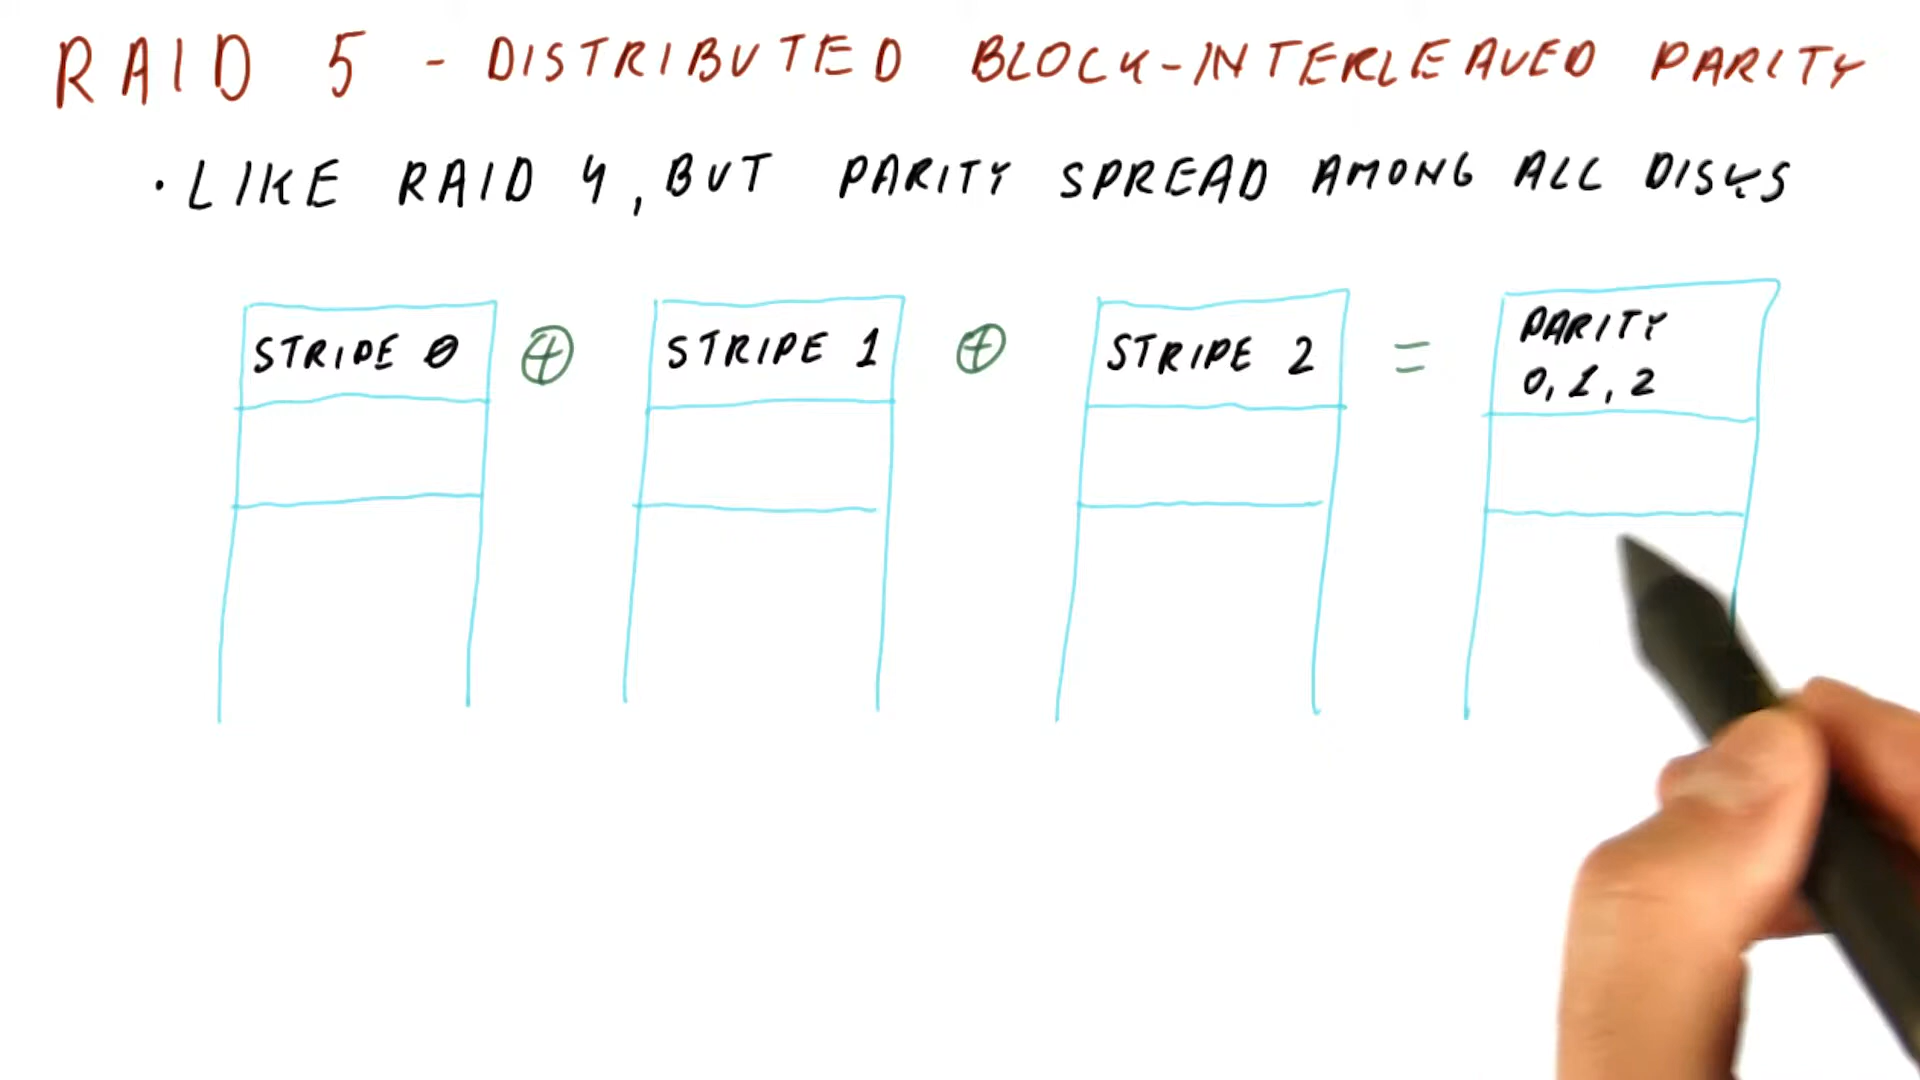 RAID 5 - DISTRIBUTED BLOCK-INTERLEAVED PARITY
• LIKE RAID 4, BUT PARITY SPREAD AMONG ALL DISKS
STRIPE 0 ⊕ STRIPE 1 ⊕ STRIPE 2 = PARITY
0, 1, 2